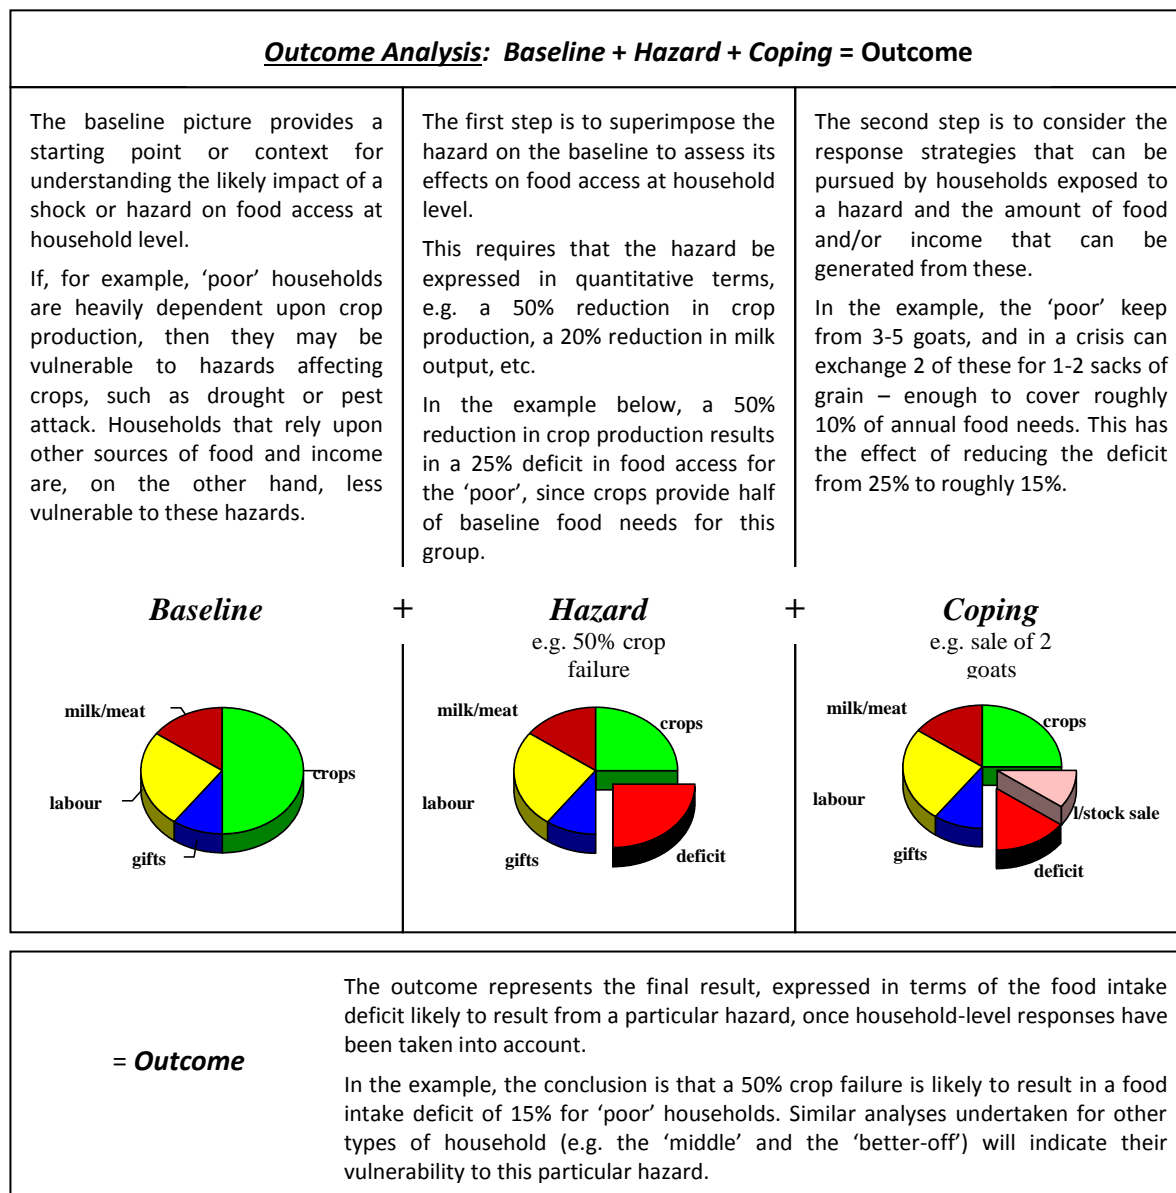 Outcome Analysis: Baseline + Hazard + Coping = Outcome
The baseline picture provides a
starting point or context for
understanding the likely impact of a
shock or hazard on food access at
household level.
If, for example, ‘poor’ households
are heavily dependent upon crop
production, then they may be
vulnerable to hazards affecting
crops, such as drought or pest
attack. Households that rely upon
other sources of food and income
are, on the other hand, less
vulnerable to these hazards.
The first step is to superimpose the
hazard on the baseline to assess its
effects on food access at household
level.
This requires that the hazard be
expressed in quantitative terms,
e.g. a 50% reduction in crop
production, a 20% reduction in milk
output, etc.
In the example below, a 50%
reduction in crop production results
in a 25% deficit in food access for
the ‘poor’, since crops provide half
of baseline food needs for this
group.
The second step is to consider the
response strategies that can be
pursued by households exposed to
a hazard and the amount of food
and/or income that can be
generated from these.
In the example, the ‘poor’ keep
from 3-5 goats, and in a crisis can
exchange 2 of these for 1-2 sacks of
grain – enough to cover roughly
10% of annual food needs. This has
the effect of reducing the deficit
from 25% to roughly 15%.
Baseline + Hazard + Coping
e.g. 50% crop
failure
e.g. sale of 2
goats
milk/meat
crops
labour
gifts
milk/meat
crops
labour
gifts
deficit
milk/meat
crops
labour
l/stock sale
gifts
deficit
= Outcome
The outcome represents the final result, expressed in terms of the food intake
deficit likely to result from a particular hazard, once household-level responses have
been taken into account.
In the example, the conclusion is that a 50% crop failure is likely to result in a food
intake deficit of 15% for ‘poor’ households. Similar analyses undertaken for other
types of household (e.g. the ‘middle’ and the ‘better-off’) will indicate their
vulnerability to this particular hazard.